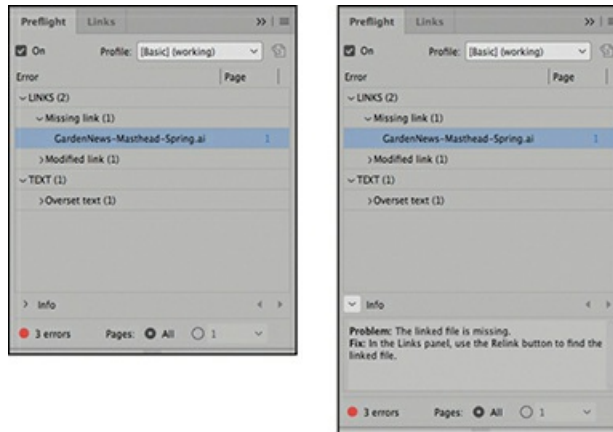 Preflight Links
On Profile: [Basic] (working)
Error Page
LINKS (2)
Missing link (1)
GardenNews-Masthead-Spring.ai 1
Modified link (1)
TEXT (1)
Overset text (1)
Info
3 errors Pages: All 1
Preflight Links
On Profile: [Basic] (working)
Error Page
LINKS (2)
Missing link (1)
GardenNews-Masthead-Spring.ai 1
Modified link (1)
TEXT (1)
Overset text (1)
Info
Problem: The linked file is missing.
Fix: In the Links panel, use the Relink button to find the
linked file.
3 errors Pages: All 1